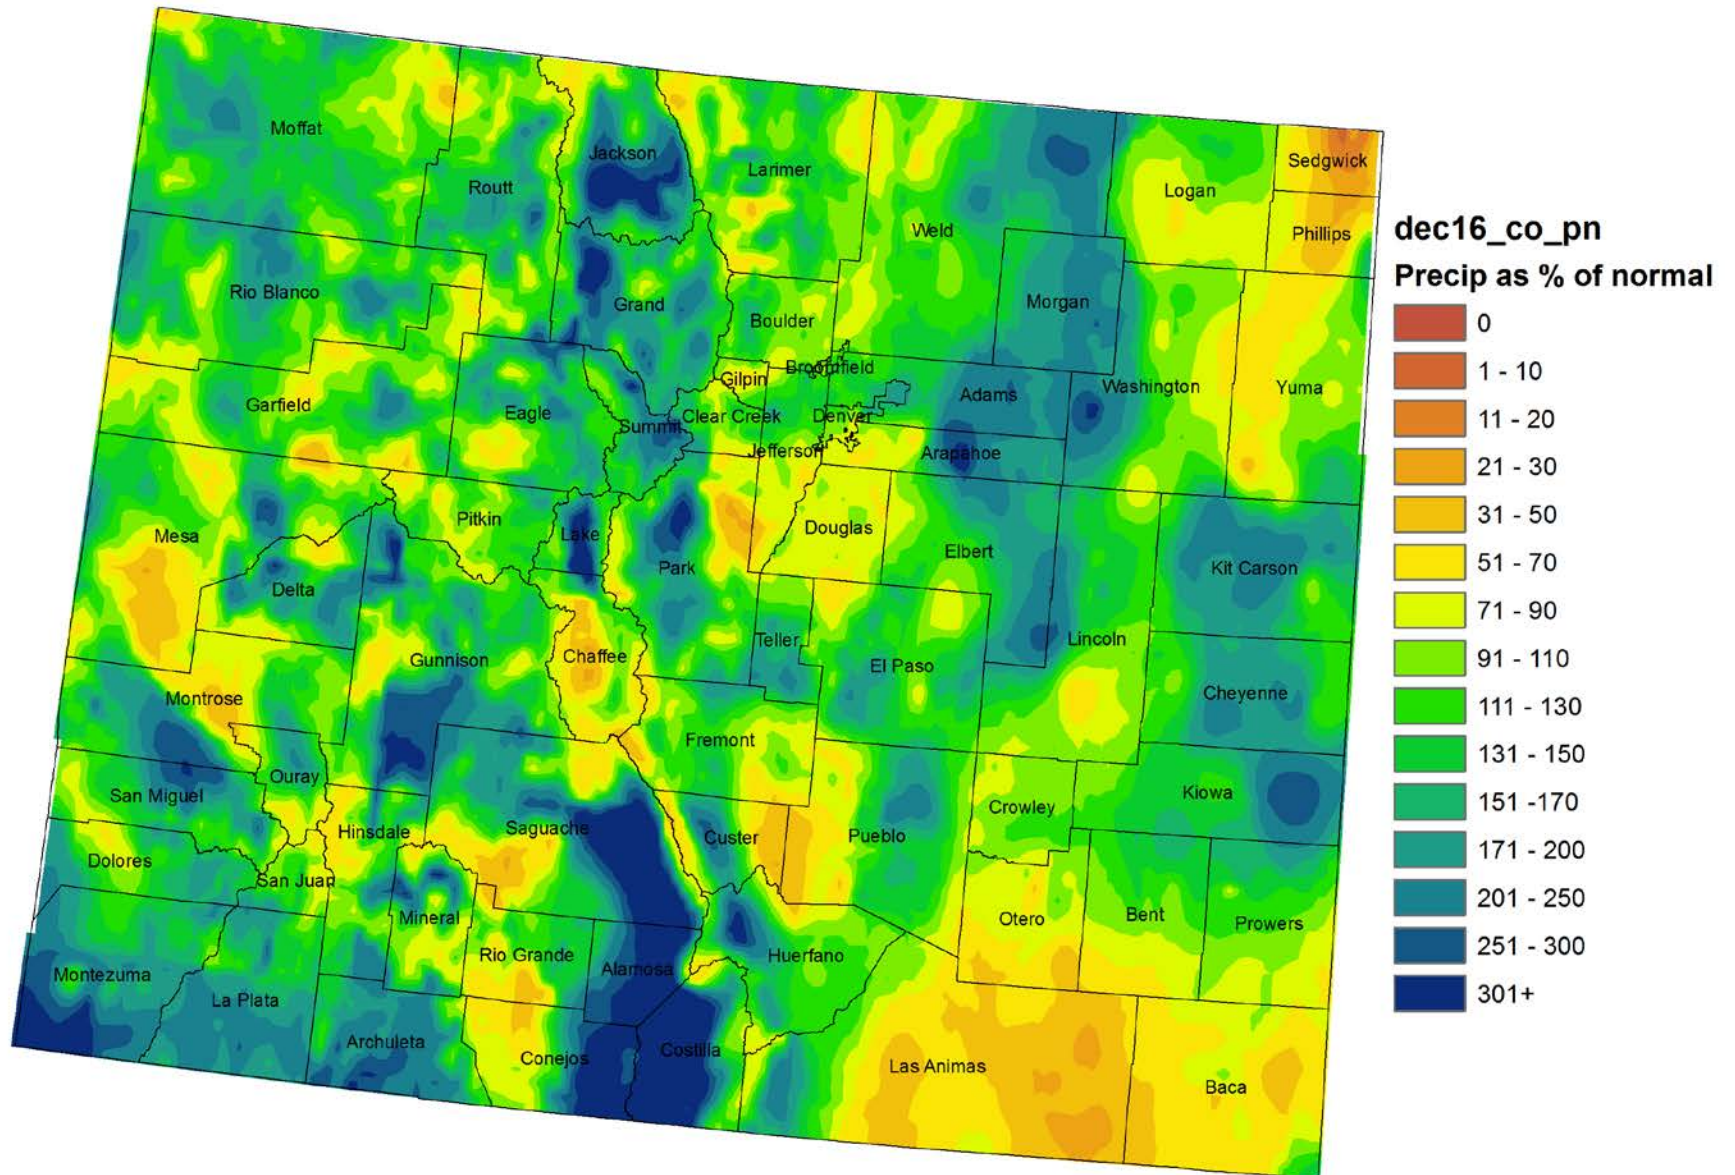 Moffat
Jackson
Larimer
Sedgwick
Routt
Logan
Phillips
Weld
dec16_co_pn
Precip as % of normal
Rio Blanco
Grand
Morgan
Boulder
0
1 - 10
Broomfield
Gilpin
Washington
Yuma
Adams
Garfield
Eagle
Clear Creek
Denver
11 - 20
Summit
Jefferson
Arapahoe
21 - 30
Pitkin
Mesa
Lake
Douglas
31 - 50
Elbert
Park
Kit Carson
51 - 70
Delta
71 - 90
Teller
Lincoln
Gunnison
Chaffee
El Paso
91 - 110
Montrose
Cheyenne
111 - 130
Fremont
131 - 150
Ouray
San Miguel
Kiowa
Crowley
151 -170
Hinsdale
Saguache
Custer
Pueblo
171 - 200
Dolores
San Juan
201 - 250
Mineral
Otero
Bent
Prowers
251 - 300
Rio Grande
Huerfano
Montezuma
Alamosa
301+
La Plata
Archuleta
Conejos
Costilla
Las Animas
Baca